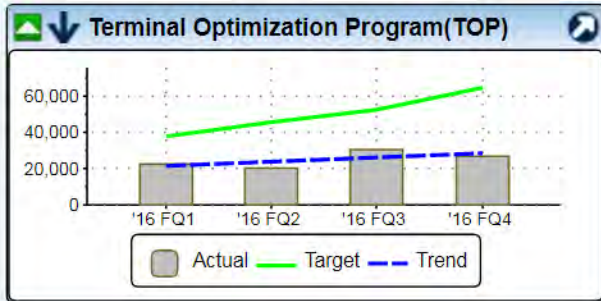 Terminal Optimization Program(TOP)
60,000
40,000
20,000
0
'16 FQ1 '16 FQ2 '16 FQ3 '16 FQ4
Actual Target Trend